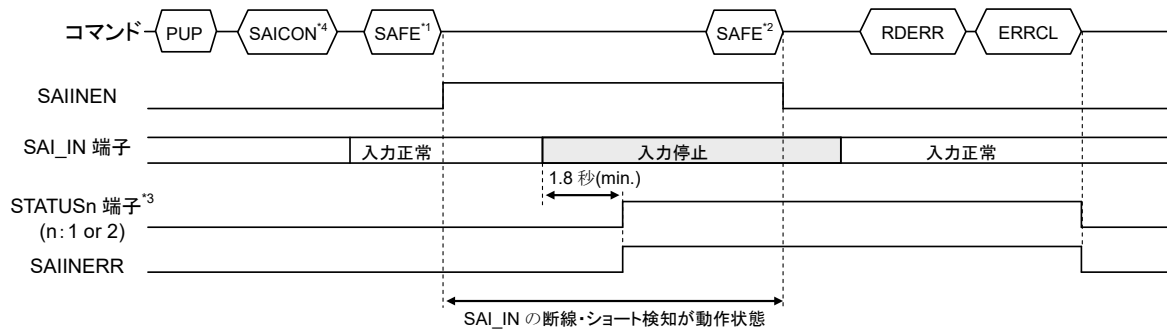 コマンド PUP SAICON*4 SAFE*1 SAFE*2 RDERR ERRCL
SAIINEN
SAI_IN 端子 入力正常 入力停止 入力正常
1.8 秒(min.)
STATUSn 端子*3
(n：1 or 2)
SAIINERR
SAI_IN の断線・ショート検知が動作状態